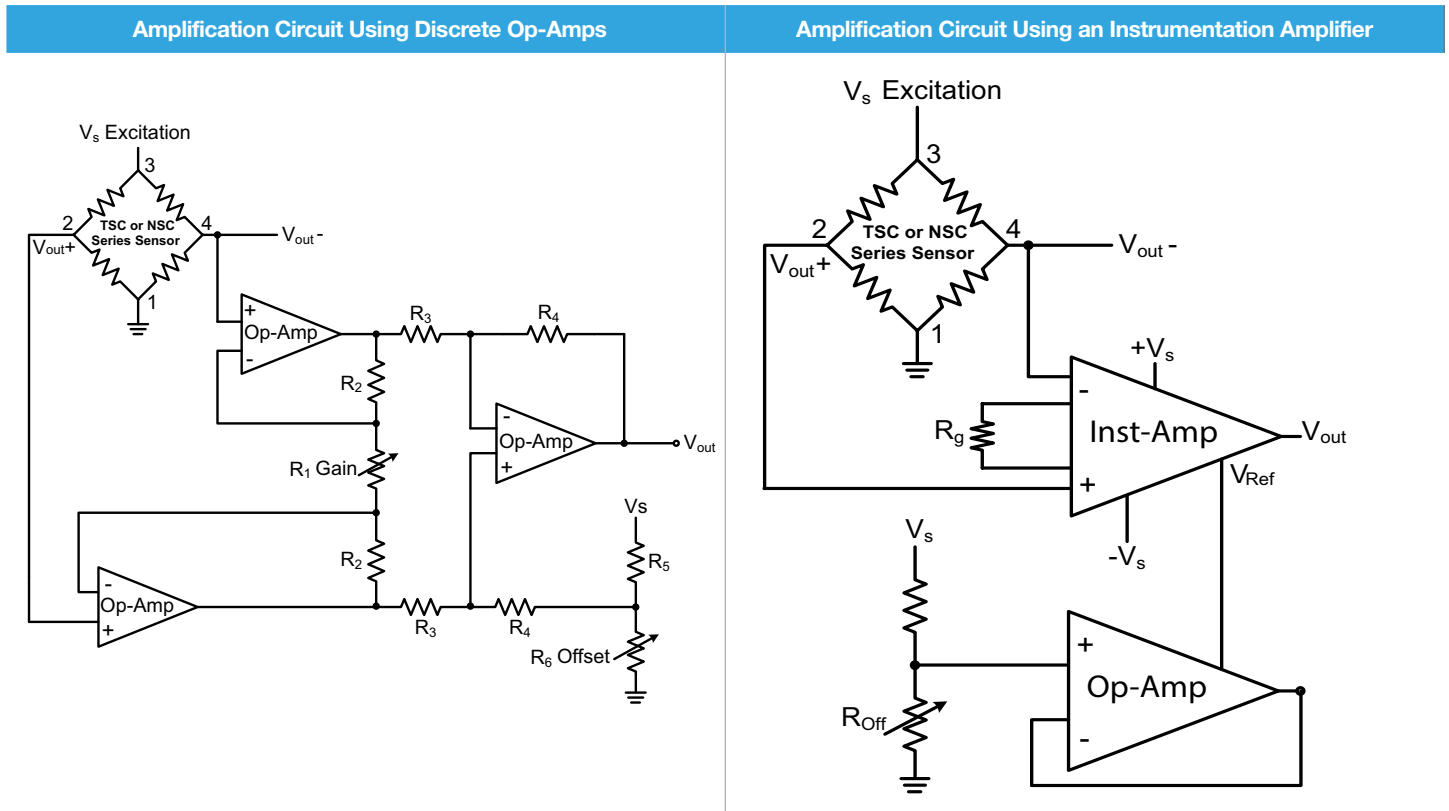 Amplification Circuit Using Discrete Op-Amps
Vs Excitation
3
2
TSC or NSC
Series Sensor
4
Vout+
Vout -
1
+
Op-Amp
-
R3
R4
R2
-
Op-Amp
+
Vout
R1 Gain
Vs
R2
R5
-
Op-Amp
+
R3
R4
R6 Offset
Amplification Circuit Using an Instrumentation Amplifier
Vs Excitation
3
2
TSC or NSC
Series Sensor
4
Vout+
Vout -
1
+Vs
-
Rg
Inst-Amp
Vout
+
VRef
-Vs
Vs
+
Op-Amp
ROff
-